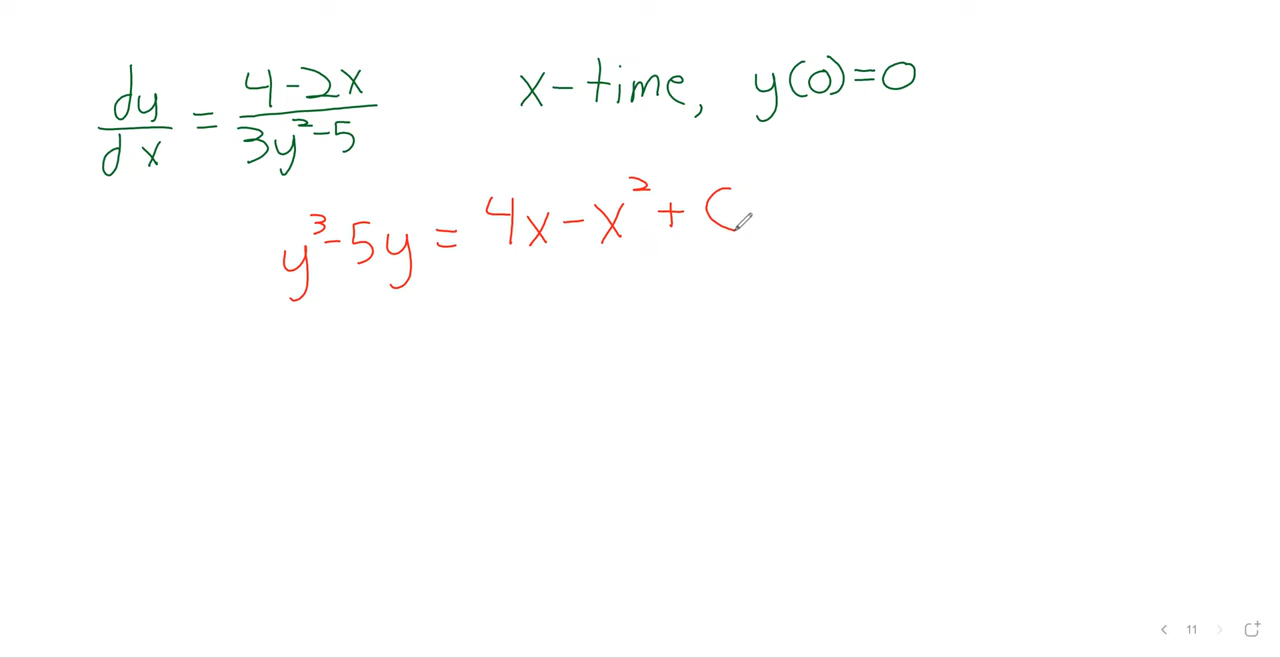 dy/dx = (4-2x)/(3y²-5) x-time, y(0)=0
y³-5y = 4x-x²+C
11